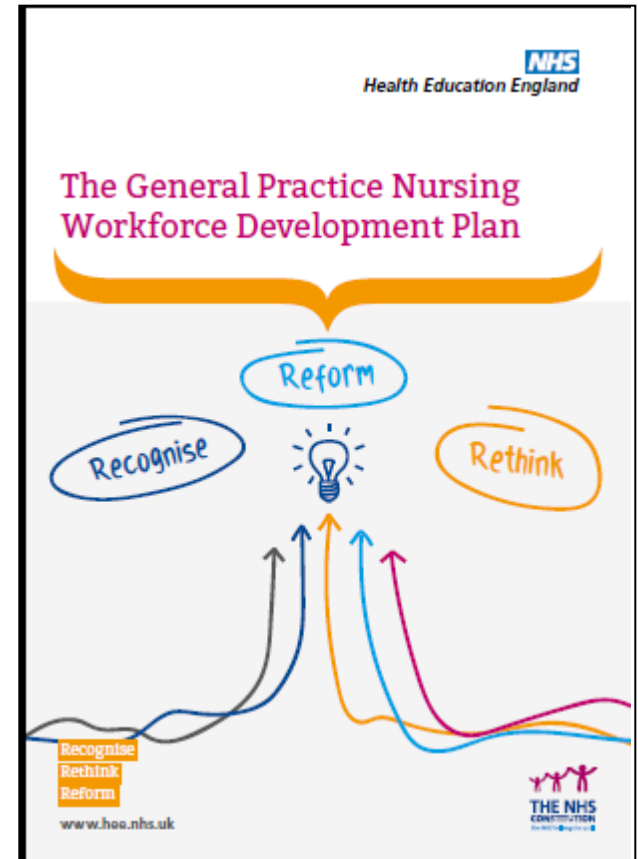 NHS
Health Education England
The General Practice Nursing
Workforce Development Plan
Reform
Recognise
Rethink
Recognise
Rethink
Reform
www.hee.nhs.uk
THE NHS
CONSTITUTION